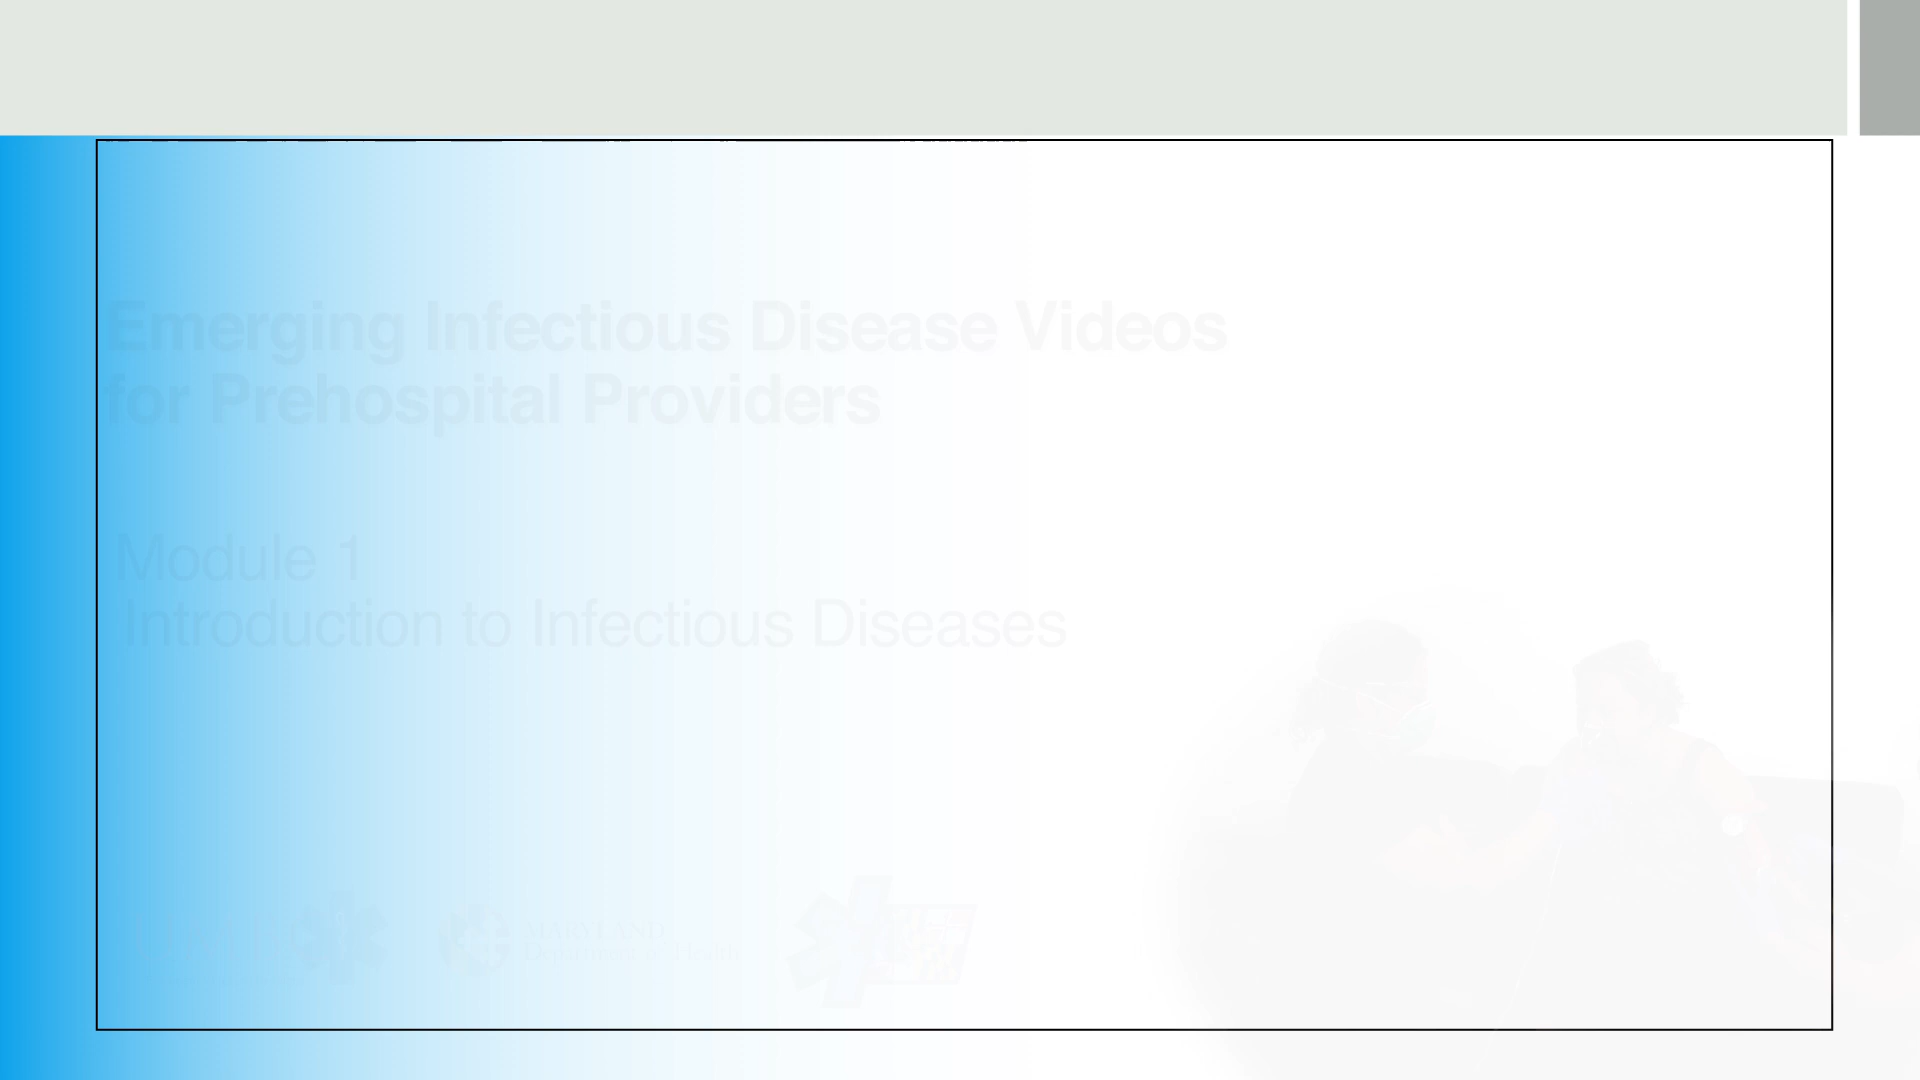 Emerging Infectious Disease Videos
for Prehospital Providers
Module 1
Introduction to Infectious Diseases
MARYLAND
Department of Health